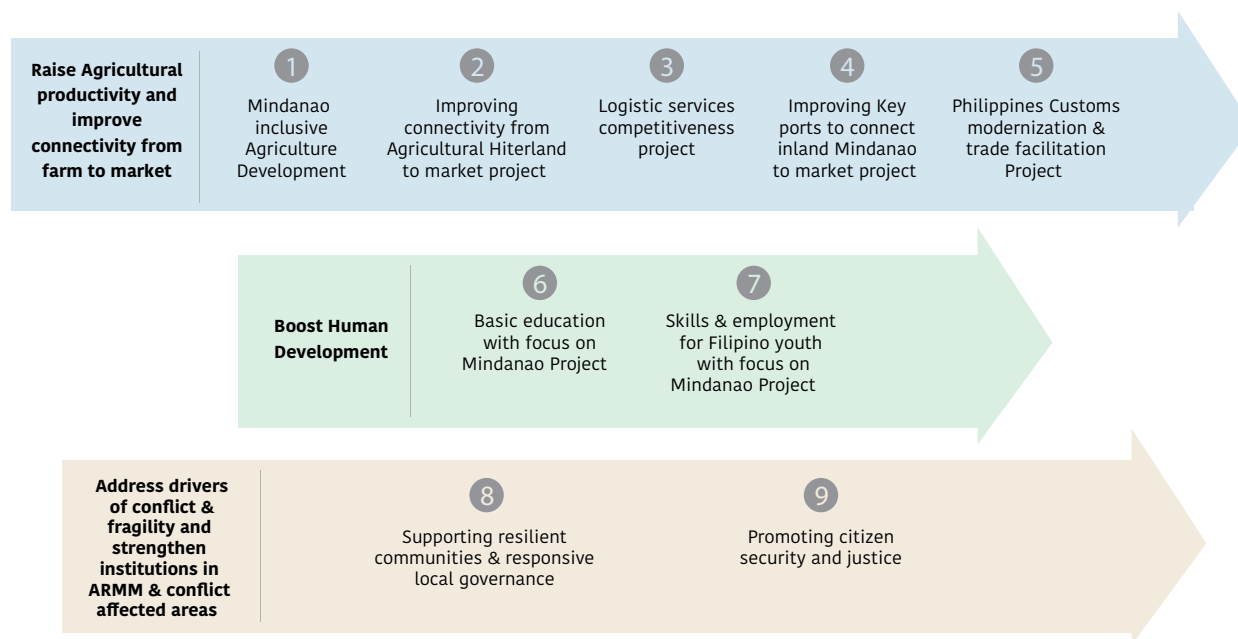 Raise Agricultural
productivity and
improve
connectivity from
farm to market
1
Mindanao
inclusive
Agriculture
Development
2
Improving
connectivity from
Agricultural Hiterland
to market project
3
Logistic services
competitiveness
project
4
Improving Key
ports to connect
inland Mindanao
to market project
5
Philippines Customs
modernization &
trade facilitation
Project
Boost Human
Development
6
Basic education
with focus on
Mindanao Project
7
Skills & employment
for Filipino youth
with focus on
Mindanao Project
Address drivers
of conflict &
fragility and
strengthen
institutions in
ARMM & conflict
affected areas
8
Supporting resilient
communities & responsive
local governance
9
Promoting citizen
security and justice